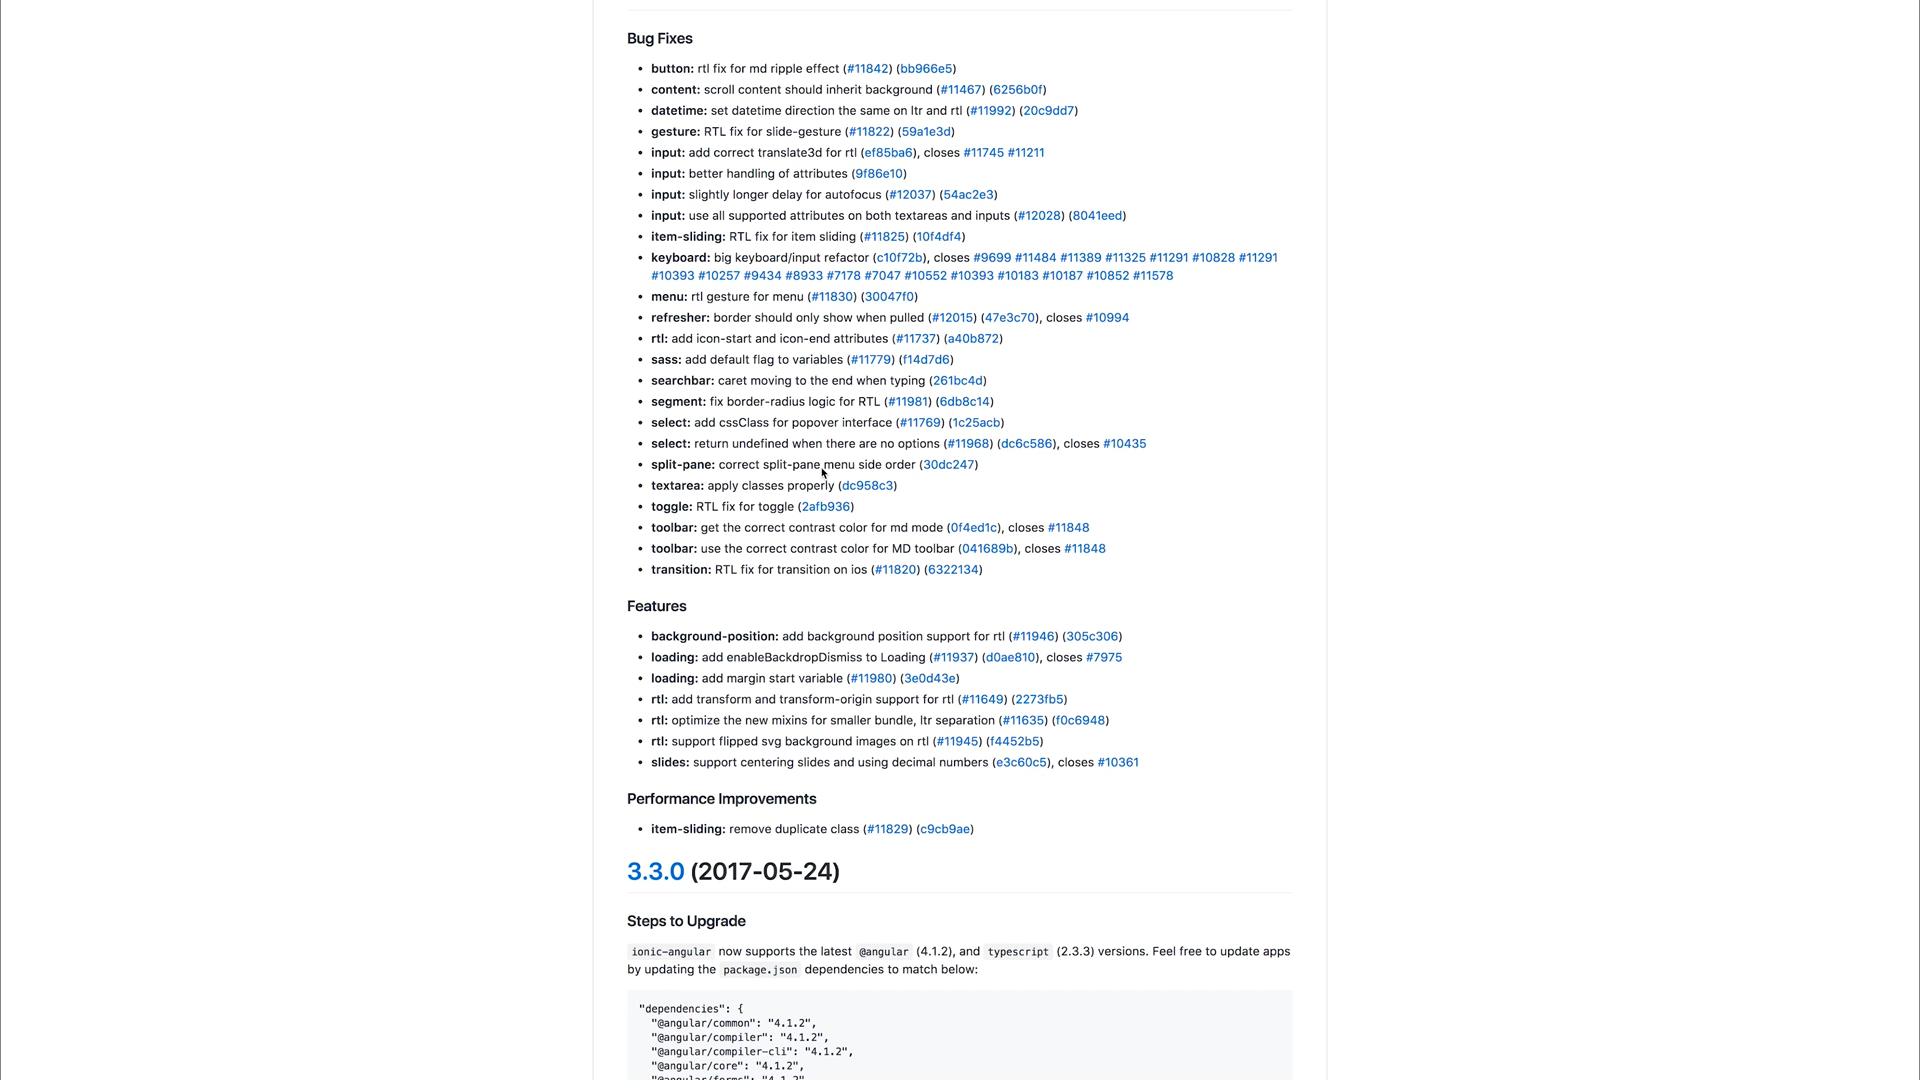 Bug Fixes
• button: rtl fix for md ripple effect (#11842) (bb966e5)
• content: scroll content should inherit background (#11467) (6256b0f)
• datetime: set datetime direction the same on ltr and rtl (#11992) (20c9dd7)
• gesture: RTL fix for slide-gesture (#11822) (59a1e3d)
• input: add correct translate3d for rtl (ef85ba6), closes #11745 #11211
• input: better handling of attributes (9f86e10)
• input: slightly longer delay for autofocus (#12037) (54ac2e3)
• input: use all supported attributes on both textareas and inputs (#12028) (8041eed)
• item-sliding: RTL fix for item sliding (#11825) (10f4df4)
• keyboard: big keyboard/input refactor (c10f72b), closes #9699 #11484 #11389 #11325 #11291 #10828 #11291
#10393 #10257 #9434 #8933 #7178 #7047 #10552 #10393 #10183 #10187 #10852 #11578
• menu: rtl gesture for menu (#11830) (30047f0)
• refresher: border should only show when pulled (#12015) (47e3c70), closes #10994
• rtl: add icon-start and icon-end attributes (#11737) (a40b872)
• sass: add default flag to variables (#11779) (f14d7d6)
• searchbar: caret moving to the end when typing (261bc4d)
• segment: fix border-radius logic for RTL (#11981) (6db8c14)
• select: add cssClass for popover interface (#11769) (1c25acb)
• select: return undefined when there are no options (#11968) (dc6c586), closes #10435
• split-pane: correct split-pane menu side order (30dc247)
• textarea: apply classes properly (dc958c3)
• toggle: RTL fix for toggle (2afb936)
• toolbar: get the correct contrast color for md mode (0f4ed1c), closes #11848
• toolbar: use the correct contrast color for MD toolbar (041689b), closes #11848
• transition: RTL fix for transition on ios (#11820) (6322134)
Features
• background-position: add background position support for rtl (#11946) (305c306)
• loading: add enableBackdropDismiss to Loading (#11937) (d0ae810), closes #7975
• loading: add margin start variable (#11980) (3e0d43e)
• rtl: add transform and transform-origin support for rtl (#11649) (2273fb5)
• rtl: optimize the new mixins for smaller bundle, ltr separation (#11635) (f0c6948)
• rtl: support flipped svg background images on rtl (#11945) (f4452b5)
• slides: support centering slides and using decimal numbers (e3c60c5), closes #10361
Performance Improvements
• item-sliding: remove duplicate class (#11829) (c9cb9ae)
3.3.0 (2017-05-24)
Steps to Upgrade
ionic-angular now supports the latest @angular (4.1.2), and typescript (2.3.3) versions. Feel free to update apps
by updating the package.json dependencies to match below:
"dependencies": {
"@angular/common": "4.1.2",
"@angular/compiler": "4.1.2",
"@angular/compiler-cli": "4.1.2",
"@angular/core": "4.1.2",
"@angular/forms": "4.1.2",